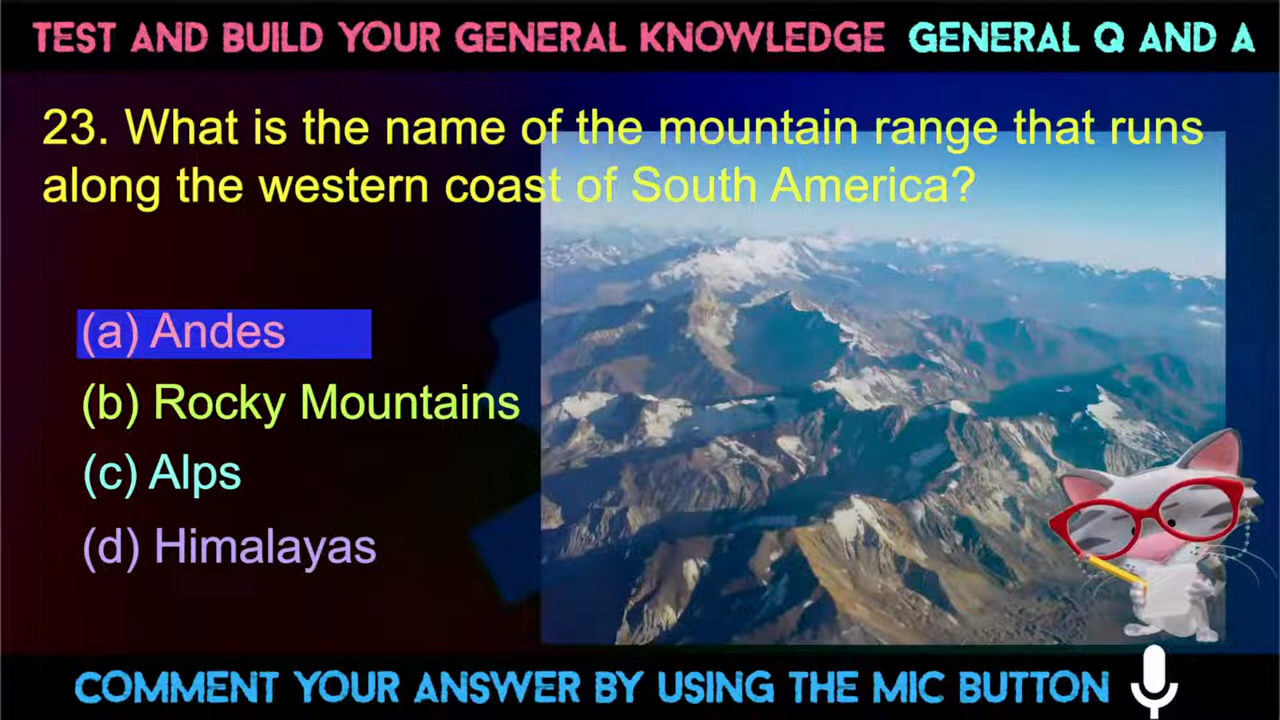 TEST AND BUILD YOUR GENERAL KNOWLEDGE GENERAL Q AND A
23. What is the name of the mountain range that runs
along the western coast of South America?
(a) Andes
(b) Rocky Mountains
(c) Alps
(d) Himalayas
COMMENT YOUR ANSWER BY USING THE MIC BUTTON